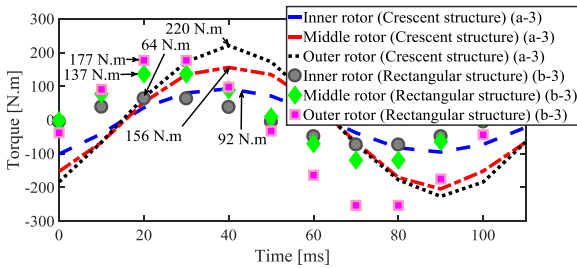 220 N.m
177 N.m
64 N.m
137 N.m
156 N.m
92 N.m
Inner rotor (Crescent structure) (a-3)
Middle rotor (Crescent structure) (a-3)
Outer rotor (Crescent structure) (a-3)
Inner rotor (Rectangular structure) (b-3)
Middle rotor (Rectangular structure) (b-3)
Outer rotor (Rectangular structure) (b-3)
Torque [N.m]
300
200
100
0
-100
-200
-300
0
20
40
60
80
100
Time [ms]